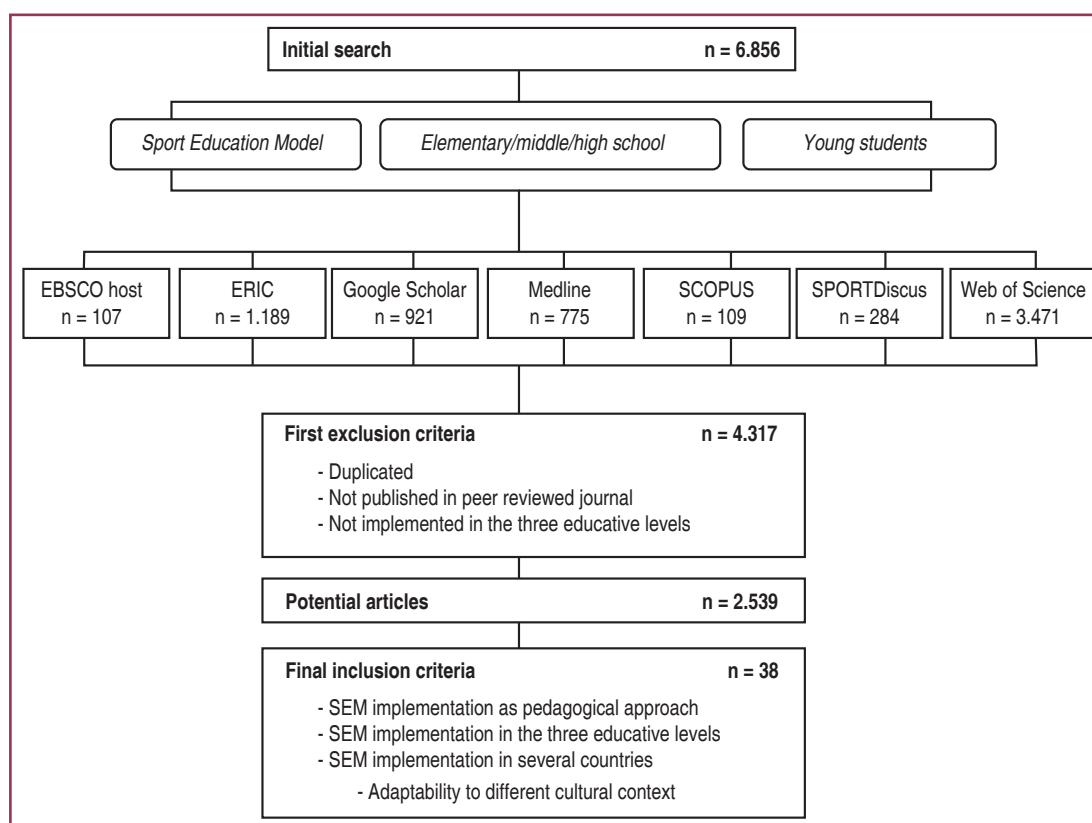 Initial search n = 6.856
Sport Education Model
Elementary/middle/high school
Young students
EBSCO host
n = 107
ERIC
n = 1.189
Google Scholar
n = 921
Medline
n = 775
SCOPUS
n = 109
SPORTDiscus
n = 284
Web of Science
n = 3.471
First exclusion criteria n = 4.317
- Duplicated
- Not published in peer reviewed journal
- Not implemented in the three educative levels
Potential articles n = 2.539
Final inclusion criteria n = 38
- SEM implementation as pedagogical approach
- SEM implementation in the three educative levels
- SEM implementation in several countries
- Adaptability to different cultural context